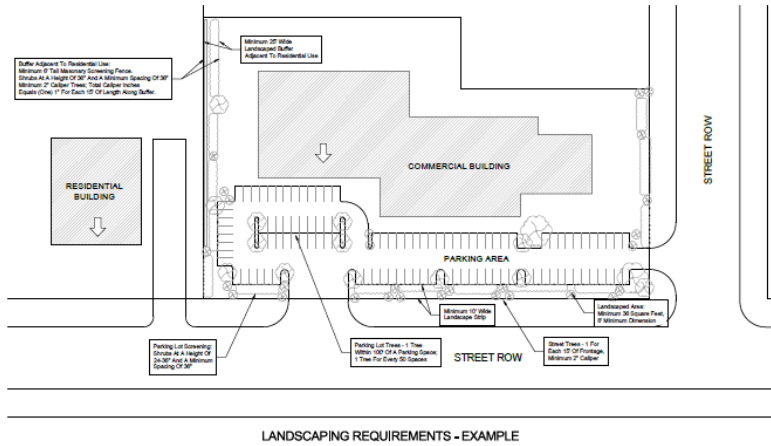 Minimum 25' Wide
Landscaped Buffer
Adjacent To Residential Use
Buffer Adjacent To Residential Use:
Minimum 6' Tall Masonary Screening Fence.
Shrubs At A Height Of 36" And A Minimum Spacing Of 36"
Minimum 2" Caliper Trees; Total Caliper Inches
Equals (One) 1" For Each 15' Of Length Along Buffer.
STREET ROW
COMMERCIAL BUILDING
RESIDENTIAL
BUILDING
PARKING AREA
Parking Lot Screening:
Shrubs At A Height Of
24-36" And A Minimum
Spacing Of 36"
Parking Lot Trees - 1 Tree
Within 100' Of A Parking Space;
1 Tree For Every 50 Spaces
Minimum 10' Wide
Landscape Strip
STREET ROW
Street Trees - 1 For
Each 15' Of Frontage,
Minimum 2" Caliper
Landscaped Area:
Minimum 36 Square Feet,
6' Minimum Dimension
LANDSCAPING REQUIREMENTS - EXAMPLE